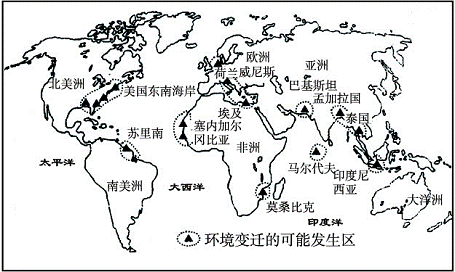 欧洲
亚洲
荷兰
威尼斯
北美洲
美国东南海岸
巴基斯坦
孟加拉国
埃及
泰国
苏里南
塞内加尔
冈比亚
非洲
太平洋
马尔代夫
印度尼
西亚
南美洲
大西洋
大洋洲
莫桑比克
印度洋
环境变迁的可能发生区